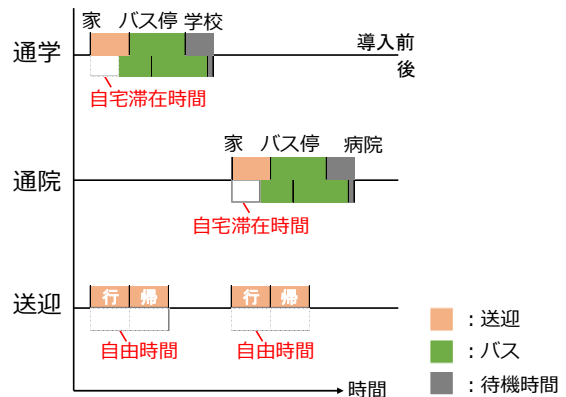 家 バス停 学校
通学
導入前
後
自宅滞在時間
家 バス停 病院
通院
自宅滞在時間
送迎
行 帰 行 帰
自由時間 自由時間
：送迎
：バス
：待機時間
時間